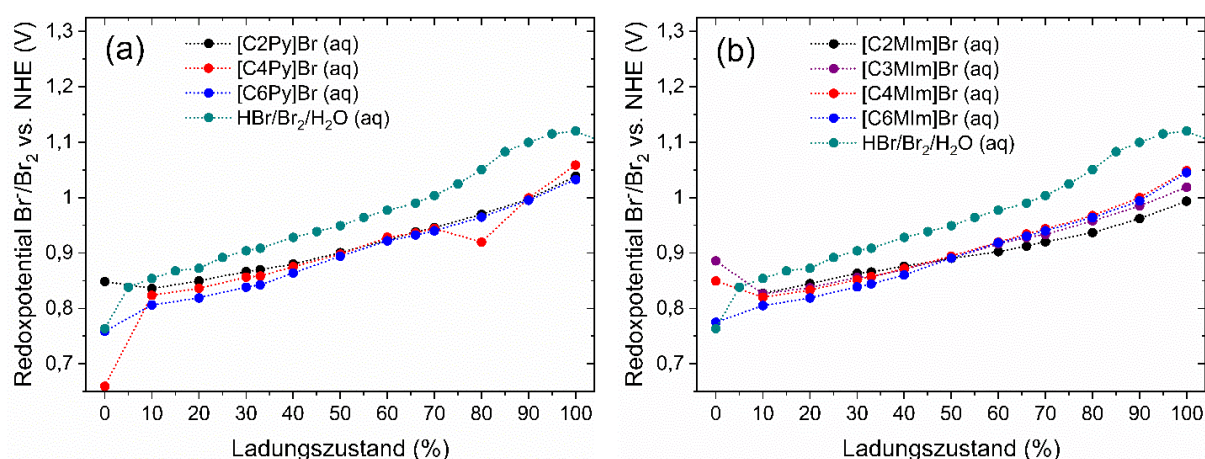 (a)
[C2Py]Br (aq)
[C4Py]Br (aq)
[C6Py]Br (aq)
HBr/Br₂/H₂O (aq)
Redoxpotential Br⁻/Br₂ vs. NHE (V)
1,3
1,2
1,1
1
0,9
0,8
0,7
0 10 20 30 40 50 60 70 80 90 100
Ladungszustand (%)
(b)
[C2MIm]Br (aq)
[C3MIm]Br (aq)
[C4MIm]Br (aq)
[C6MIm]Br (aq)
HBr/Br₂/H₂O (aq)
Redoxpotential Br⁻/Br₂ vs. NHE (V)
1,3
1,2
1,1
1
0,9
0,8
0,7
0 10 20 30 40 50 60 70 80 90 100
Ladungszustand (%)